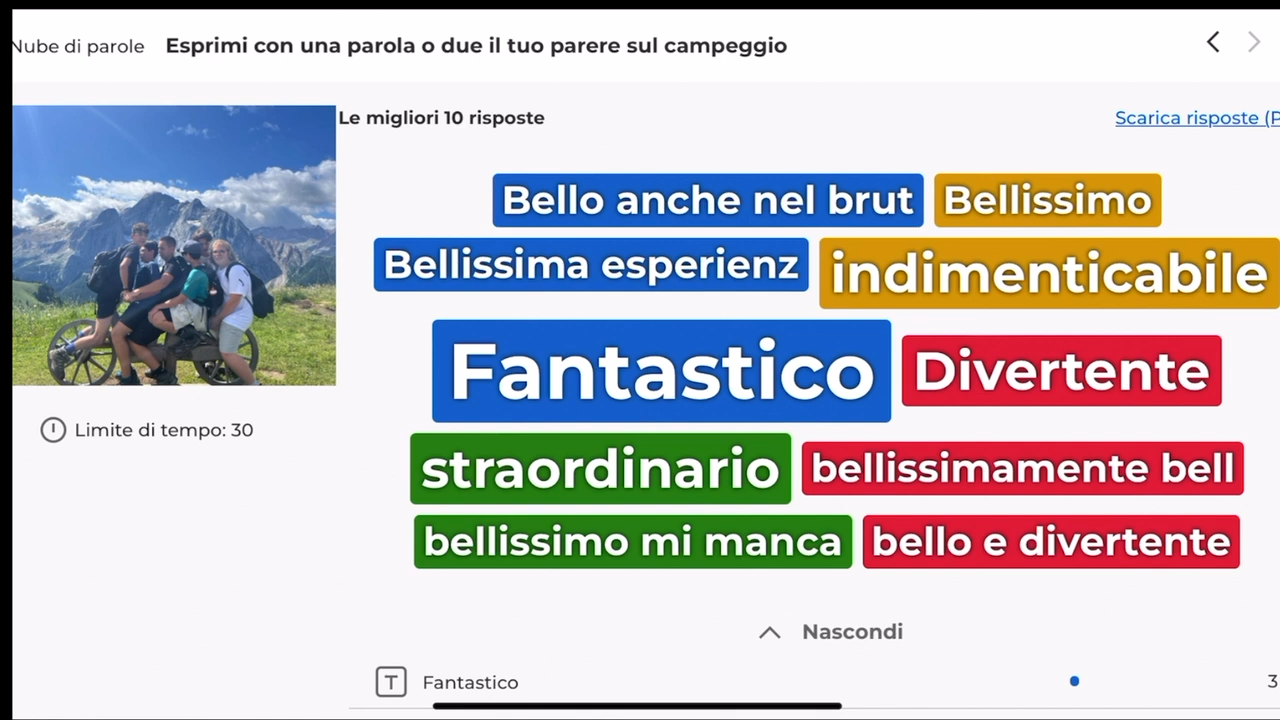 Nube di parole Esprimi con una parola o due il tuo parere sul campeggio
Le migliori 10 risposte
Scarica risposte (P
Bello anche nel brut
Bellissimo
Bellissima esperienz
indimenticabile
Fantastico
Divertente
straordinario
bellissimamente bell
bellissimo mi manca
bello e divertente
Limite di tempo: 30
Nascondi
T Fantastico 3